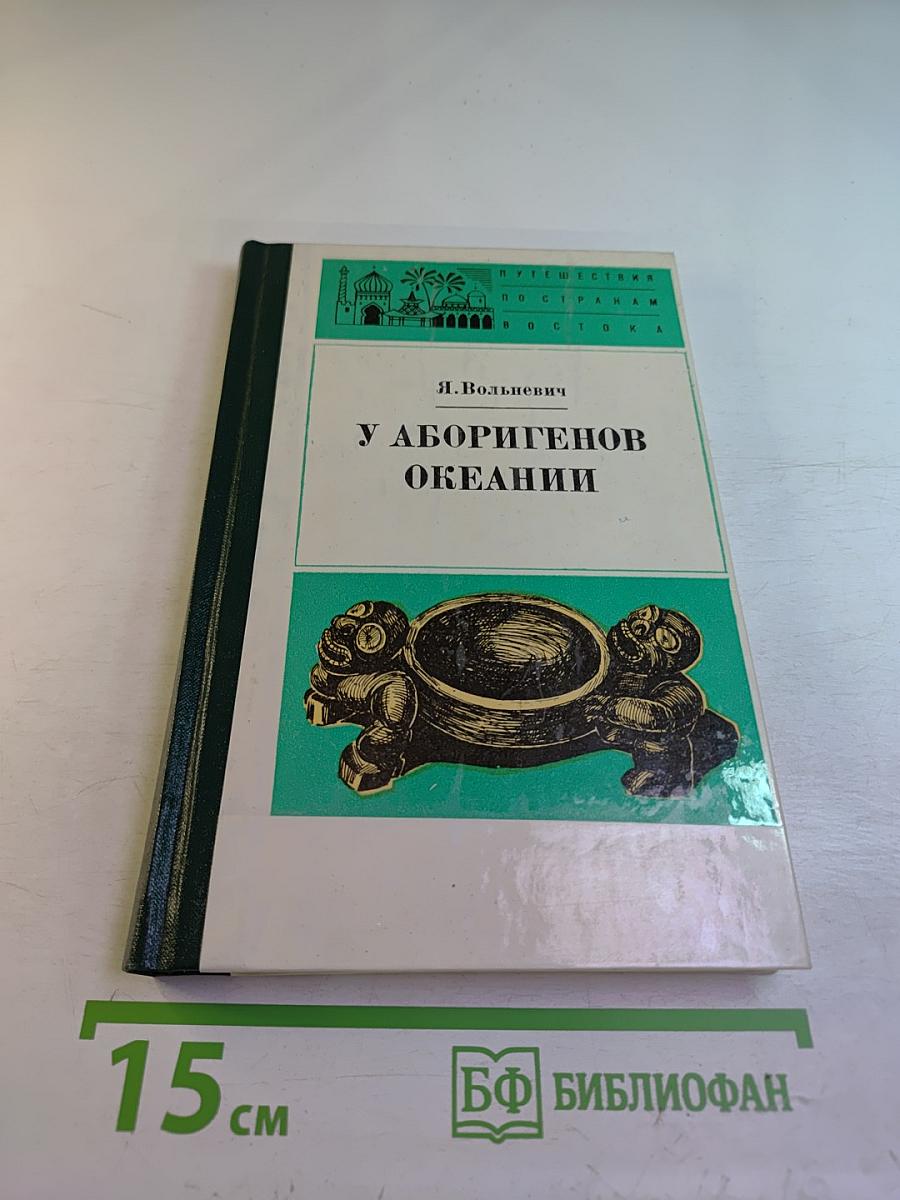 ПУТЕШЕСТВИЯ
ПО СТРАНАМ
ВОСТОКА
Я. Вольневич
У АБОРИГЕНОВ
ОКЕАНИИ
15 см
БФ БИБЛИОФАН